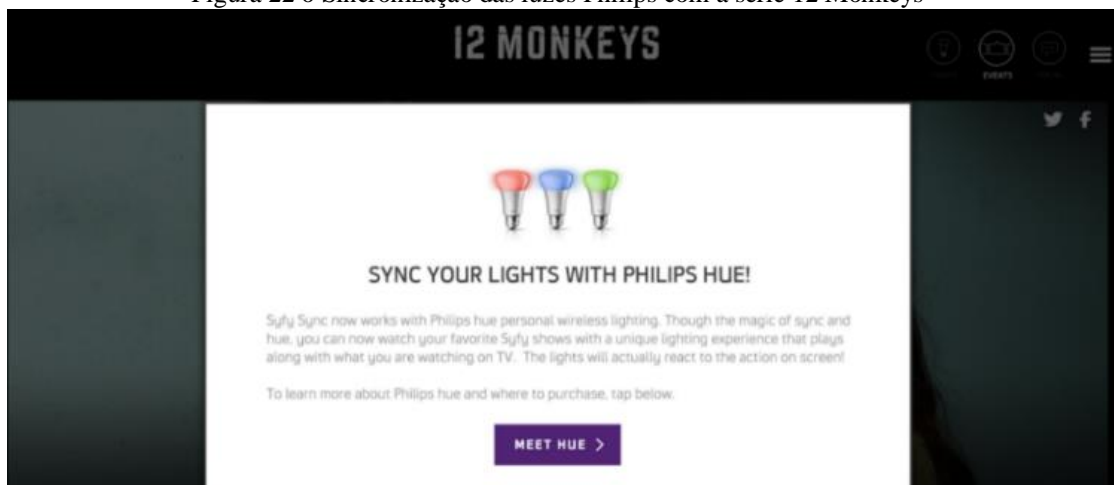 Figura 22 ó Sincronização das luzes Philips com a série 12 Monkeys
12 MONKEYS
EVENTS
SYNC YOUR LIGHTS WITH PHILIPS HUE!
Syfy Sync now works with Philips hue personal wireless lighting. Though the magic of sync and
hue, you can now watch your favorite Syfy shows with a unique lighting experience that plays
along with what you are watching on TV. The lights will actually react to the action on screen!
To learn more about Philips hue and where to purchase, tap below.
MEET HUE >